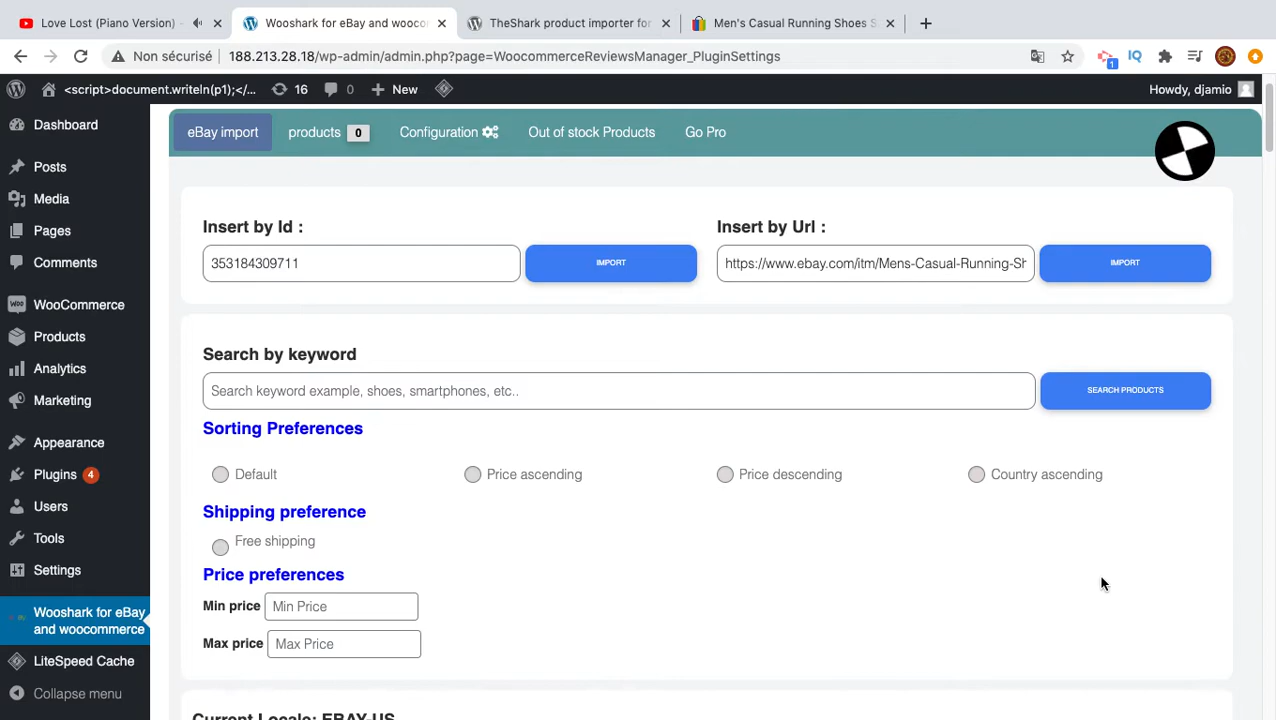 Love Lost (Piano Version)
Wooshark for eBay and wooco
TheShark product importer for
Men's Casual Running Shoes S
Non sécurisé
188.213.28.18/wp-admin/admin.php?page=WoocommerceReviewsManager_PluginSettings
1
<script>document.writeln(p1);</...
16
0
New
Howdy, djamio
Dashboard
Posts
Media
Pages
Comments
WooCommerce
Products
Analytics
Marketing
Appearance
Plugins 4
Users
Tools
Settings
Wooshark for eBay
and woocommerce
LiteSpeed Cache
Collapse menu
eBay import
products 0
Configuration
Out of stock Products
Go Pro
Insert by Id :
353184309711
IMPORT
Insert by Url :
https://www.ebay.com/itm/Mens-Casual-Running-Sh
IMPORT
Search by keyword
Search keyword example, shoes, smartphones, etc..
SEARCH PRODUCTS
Sorting Preferences
Default
Price ascending
Price descending
Country ascending
Shipping preference
Free shipping
Price preferences
Min price
Min Price
Max price
Max Price
Current Locale: EBAY-US